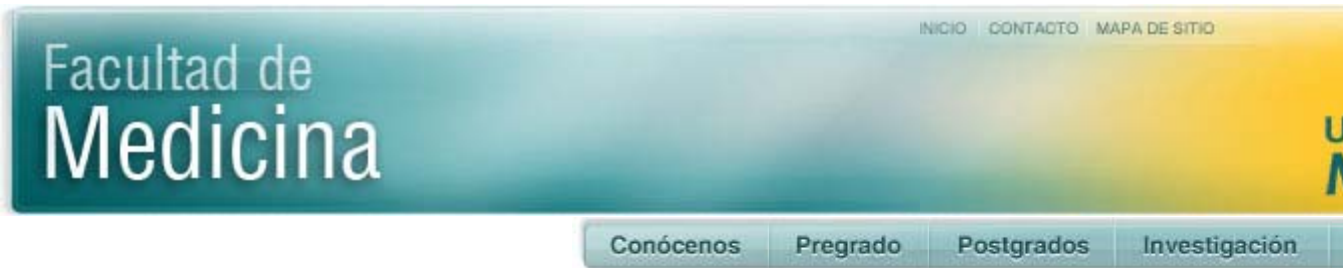 INICIO CONTACTO MAPA DE SITIO
Facultad de
Medicina
Conócenos Pregrado Postgrados Investigación